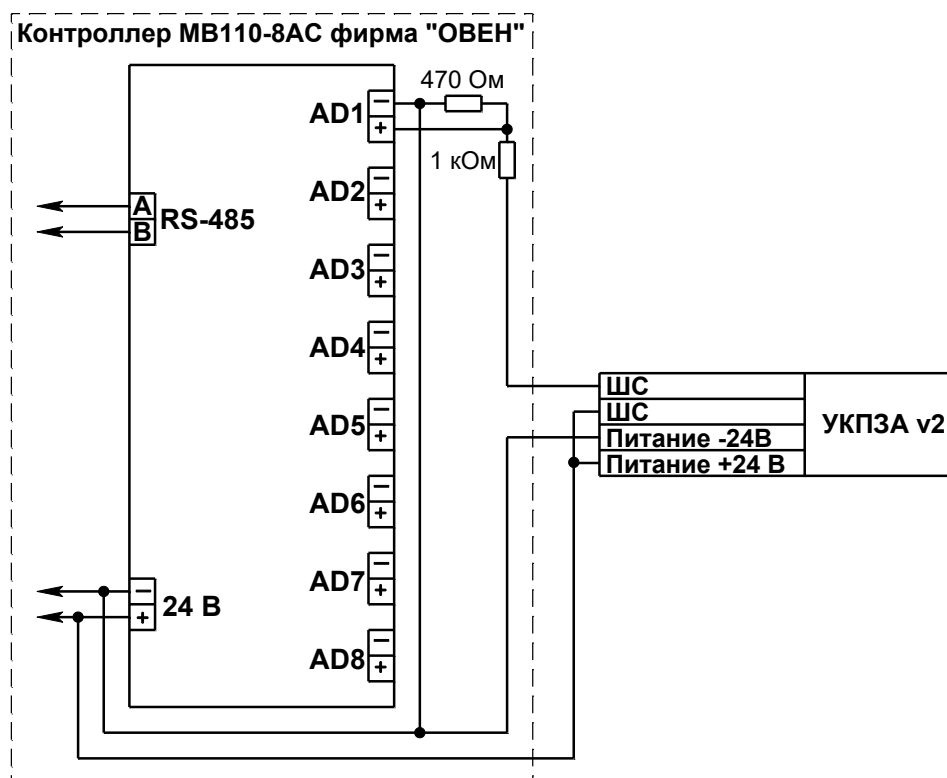 Контроллер МВ110-8АС фирма "ОВЕН"
470 Ом
AD1
−
+
1 кОм
AD2
−
+
A
B
RS-485
AD3
−
+
AD4
−
+
ШС
ШС
Питание -24В
Питание +24 В
УКПЗА v2
AD5
−
+
AD6
−
+
AD7
−
+
−
+
24 В
AD8
−
+